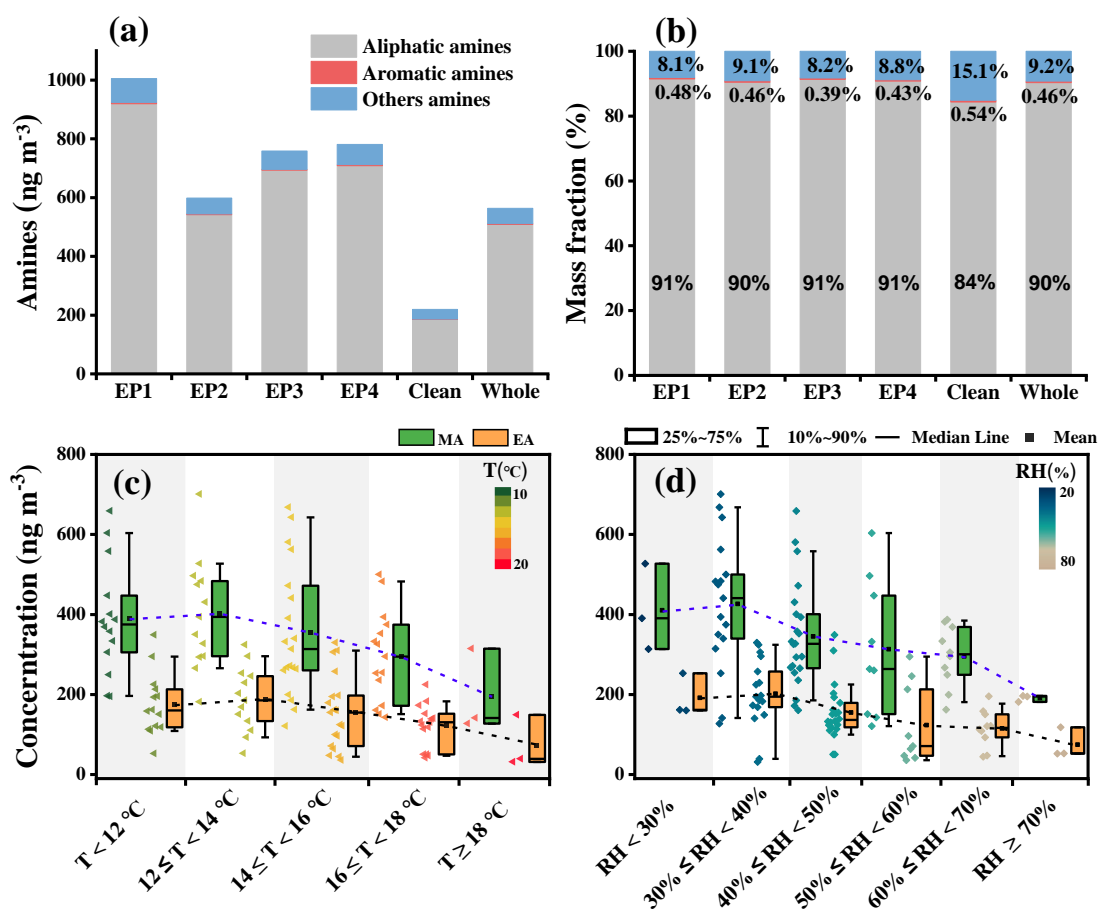 (a)
Aliphatic amines
Aromatic amines
Others amines
Amines (ng m-3)
1000
800
600
400
200
0
EP1 EP2 EP3 EP4 Clean Whole
(b)
Mass fraction (%)
100
80
60
40
20
0
8.1% 9.1% 8.2% 8.8% 15.1% 9.2%
0.48% 0.46% 0.39% 0.43% 0.54% 0.46%
91% 90% 91% 91% 84% 90%
EP1 EP2 EP3 EP4 Clean Whole
MA EA
(c)
T(°C)
10
20
Concerntration (ng m-3)
800
600
400
200
0
T < 12 °C
12 ≤ T < 14 °C
14 ≤ T < 16 °C
16 ≤ T < 18 °C
T ≥ 18 °C
25%~75% 10%~90% Median Line Mean
(d)
RH(%)
20
80
800
600
400
200
0
RH < 30%
30% ≤ RH < 40%
40% ≤ RH < 50%
50% ≤ RH < 60%
60% ≤ RH < 70%
RH ≥ 70%